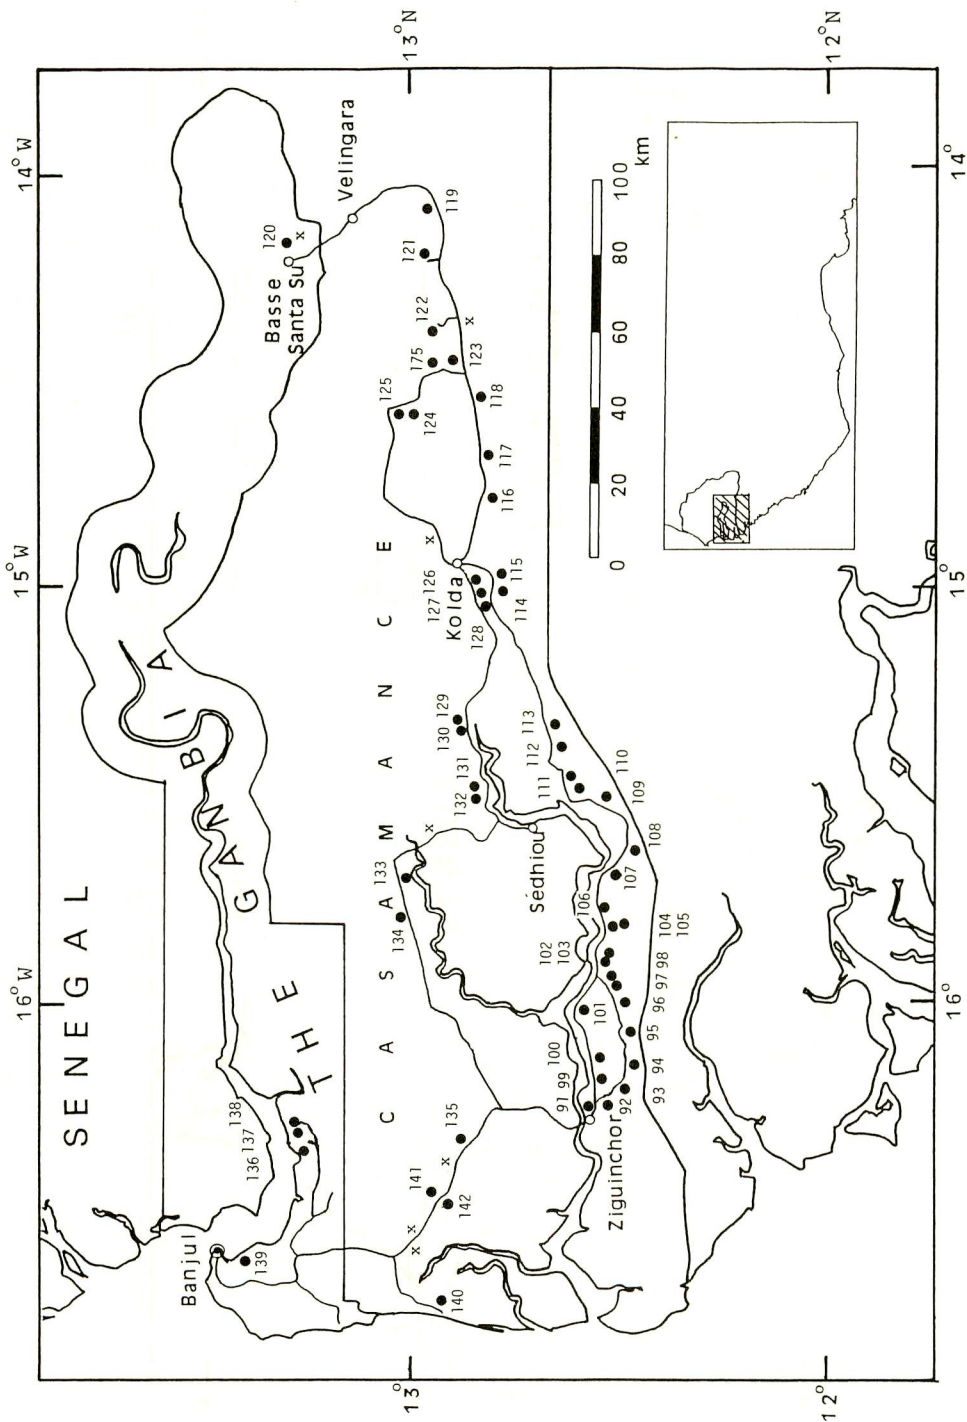 16°W
15°W
14°W
13°N
12°N
SENEGAL
THE GAMBIA
CASAMANCE
Banjul
139
136
137
138
Basse
Santa Su
120
Velingara
119
121
122
175
123
118
125
124
117
116
Kolda
126
127
128
115
114
129
130
131
132
Sédhiou
133
134
135
141
142
140
Ziguinchor
91
92
93
94
95
96
97
98
99
100
101
102
103
104
105
106
107
108
109
110
111
112
113
x
x
x
x
x
x
x
0
20
40
60
80
100
km
13°
12°
16°
15°
14°